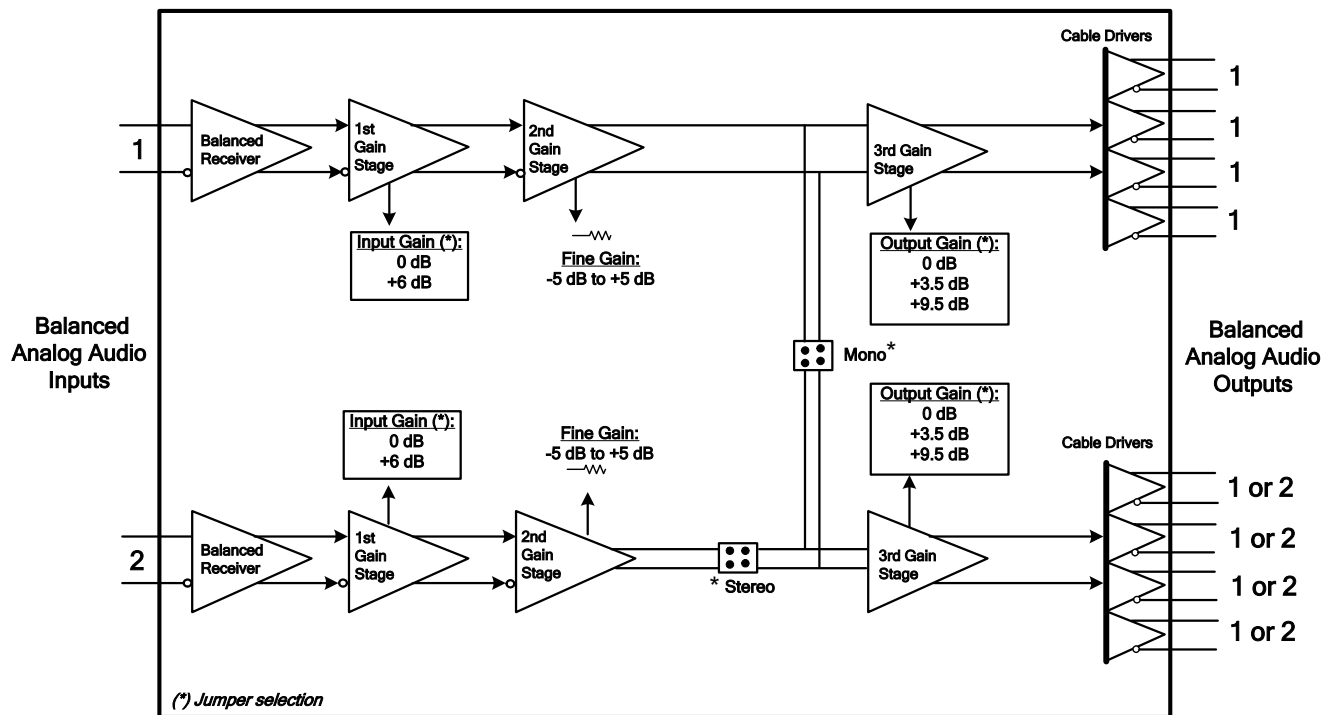 Cable Drivers
1
Balanced
Receiver
1st
Gain
Stage
2nd
Gain
Stage
3rd Gain
Stage
1
1
1
1
Input Gain (*):
0 dB
+6 dB
Fine Gain:
-5 dB to +5 dB
Output Gain (*):
0 dB
+3.5 dB
+9.5 dB
Balanced
Analog Audio
Inputs
Mono*
Balanced
Analog Audio
Outputs
Input Gain (*):
0 dB
+6 dB
Fine Gain:
-5 dB to +5 dB
Output Gain (*):
0 dB
+3.5 dB
+9.5 dB
Cable Drivers
2
Balanced
Receiver
1st
Gain
Stage
2nd
Gain
Stage
* Stereo
3rd Gain
Stage
1 or 2
1 or 2
1 or 2
1 or 2
(*) Jumper selection